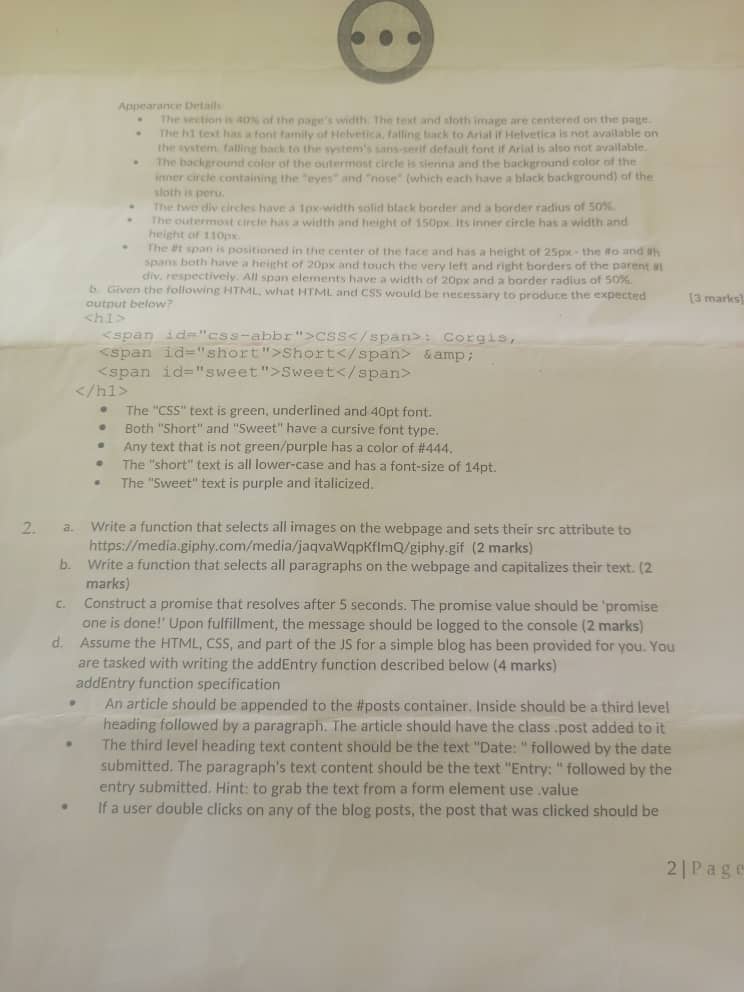 Appearance Details
• The section is 40% of the page's width. The text and sloth image are centered on the page.
• The h1 text has a font family of Helvetica, falling back to Arial if Helvetica is not available on
the system, falling back to the system's sans-serif default font if Arial is also not available.
• The background color of the outermost circle is sienna and the background color of the
inner circle containing the "eyes" and "nose" (which each have a black background) of the
sloth is peru.
• The two div circles have a 1px-width solid black border and a border radius of 50%.
• The outermost circle has a width and height of 150px. Its inner circle has a width and
height of 110px.
• The #t span is positioned in the center of the face and has a height of 25px - the #o and #h
spans both have a height of 20px and touch the very left and right borders of the parent
div, respectively. All span elements have a width of 20px and a border radius of 50%.
b. Given the following HTML, what HTML and CSS would be necessary to produce the expected [3 marks]
output below?
<h1>
<span id="css-abbr">CSS</span>: Corgis,
<span id="short">Short</span> &amp;
<span id="sweet">Sweet</span>
</h1>
• The "CSS" text is green, underlined and 40pt font.
• Both "Short" and "Sweet" have a cursive font type.
• Any text that is not green/purple has a color of #444.
• The "short" text is all lower-case and has a font-size of 14pt.
• The "Sweet" text is purple and italicized.
2. a. Write a function that selects all images on the webpage and sets their src attribute to
https://media.giphy.com/media/jaqvaWqpKflmQ/giphy.gif (2 marks)
b. Write a function that selects all paragraphs on the webpage and capitalizes their text. (2
marks)
c. Construct a promise that resolves after 5 seconds. The promise value should be 'promise
one is done!' Upon fulfillment, the message should be logged to the console (2 marks)
d. Assume the HTML, CSS, and part of the JS for a simple blog has been provided for you. You
are tasked with writing the addEntry function described below (4 marks)
addEntry function specification
• An article should be appended to the #posts container. Inside should be a third level
heading followed by a paragraph. The article should have the class .post added to it
• The third level heading text content should be the text "Date: " followed by the date
submitted. The paragraph's text content should be the text "Entry: " followed by the
entry submitted. Hint: to grab the text from a form element use .value
• If a user double clicks on any of the blog posts, the post that was clicked should be
2 | Page